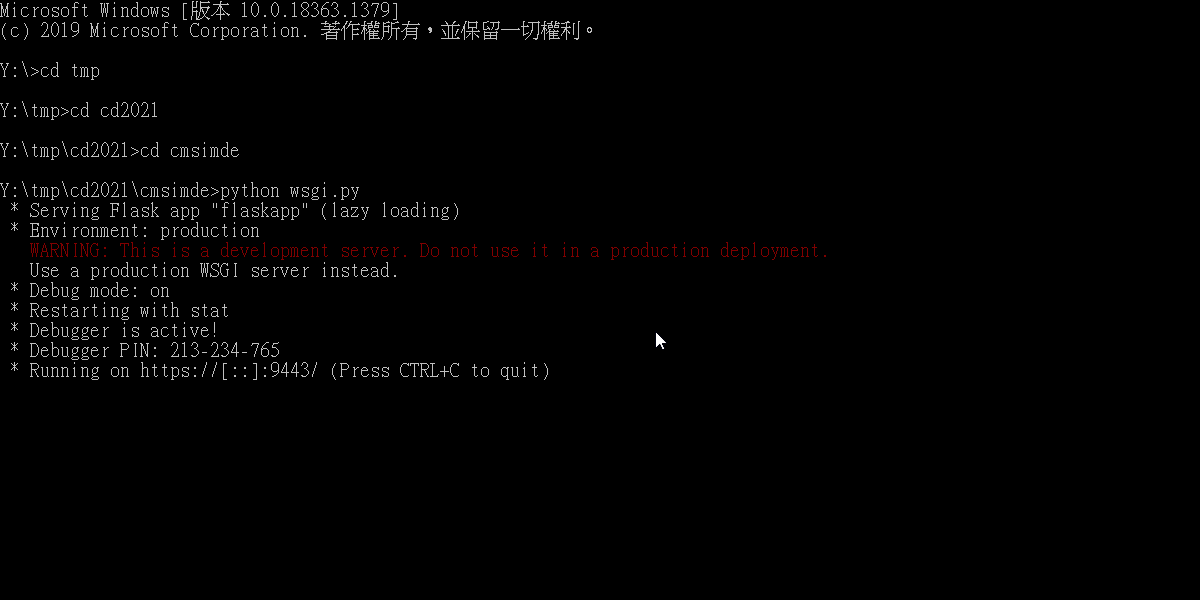 Microsoft Windows [版本 10.0.18363.1379]
(c) 2019 Microsoft Corporation. 著作權所有，並保留一切權利。
Y:\>cd tmp
Y:\tmp>cd cd2021
Y:\tmp\cd2021>cd cmsimde
Y:\tmp\cd2021\cmsimde>python wsgi.py
* Serving Flask app "flaskapp" (lazy loading)
* Environment: production
WARNING: This is a development server. Do not use it in a production deployment.
Use a production WSGI server instead.
* Debug mode: on
* Restarting with stat
* Debugger is active!
* Debugger PIN: 213-234-765
* Running on https://[::]:9443/ (Press CTRL+C to quit)